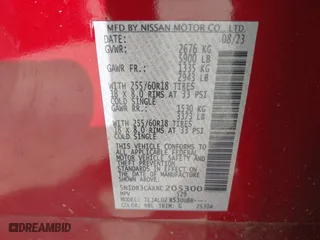 MFD BY NISSAN MOTOR CO., LTD.
DATE: 08/23
GVWR: 2676 KG
5900 LB
GAWR FR: 1335 KG
2943 LB
WITH 255/60R18 TIRES
18 x 8.0 RIMS AT 33 PSI
COLD SINGLE
GAWR RR: 1530 KG
3373 LB
WITH 255/60R18 TIRES
18 x 8.0 RIMS AT 33 PSI
COLD SINGLE
THIS VEHICLE CONFORMS TO ALL
APPLICABLE FEDERAL MOTOR VEHICLE
SAFETY, BUMPER, AND THEFT
PREVENTION STANDARDS IN EFFECT
ON THE DATE OF MANUFACTURE
SHOWN ABOVE.
205300
MPV
MODEL:
COLOR: TRIM: G